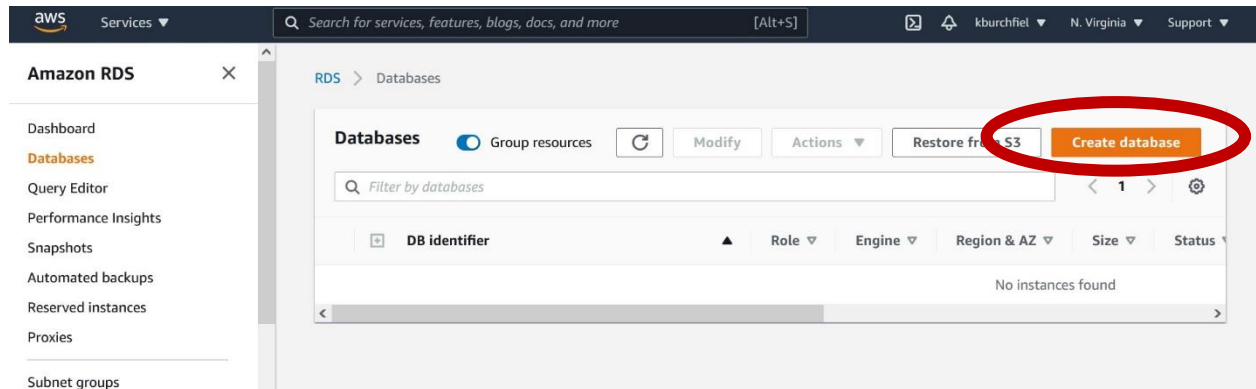 aws Services ▼ Search for services, features, blogs, docs, and more [Alt+S] kburchfiel ▼ N. Virginia ▼ Support ▼
Amazon RDS
Dashboard
Databases
Query Editor
Performance Insights
Snapshots
Automated backups
Reserved instances
Proxies
Subnet groups
RDS > Databases
Databases Group resources Modify Actions ▼ Restore from S3 Create database
Filter by databases < 1 >
DB identifier ▲ Role Engine Region & AZ Size Status
No instances found